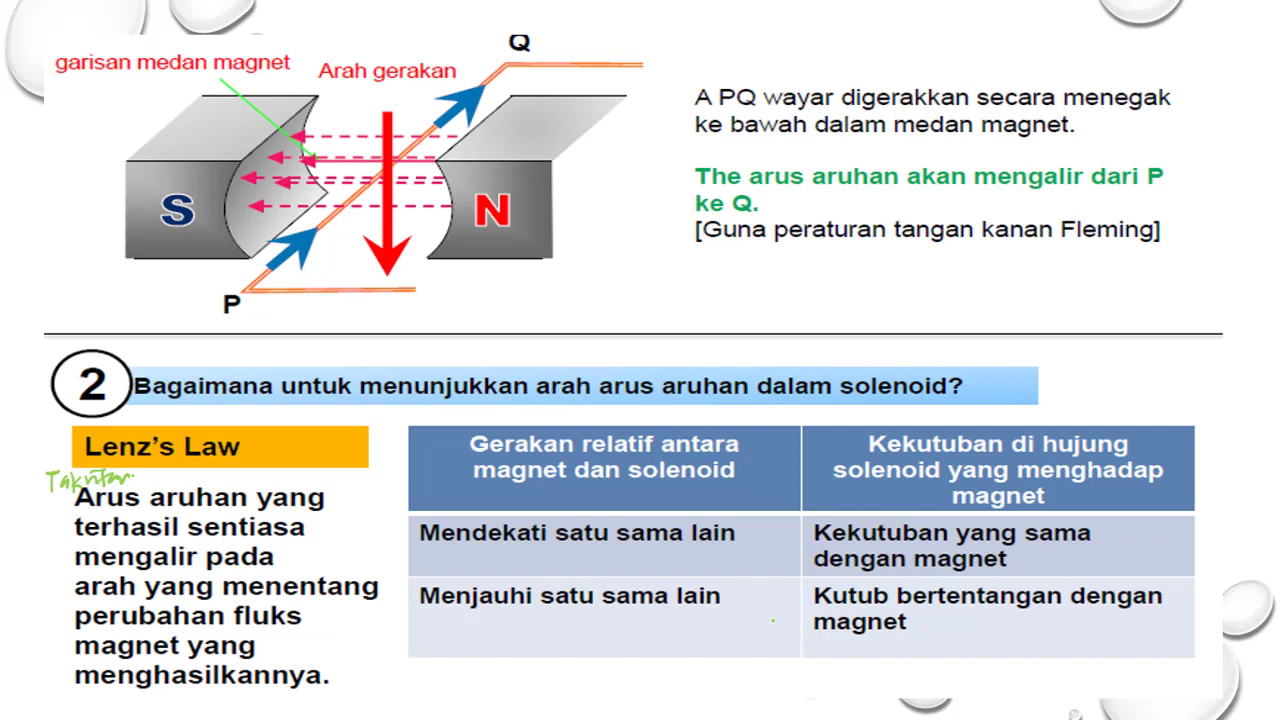 Q
garisan medan magnet
Arah gerakan
S
N
P
A PQ wayar digerakkan secara menegak
ke bawah dalam medan magnet.
The arus aruhan akan mengalir dari P
ke Q.
[Guna peraturan tangan kanan Fleming]
2
Bagaimana untuk menunjukkan arah arus aruhan dalam solenoid?
Lenz's Law
Arus aruhan yang
terhasil sentiasa
mengalir pada
arah yang menentang
perubahan fluks
magnet yang
menghasilkannya.
Gerakan relatif antara
magnet dan solenoid
Kekutuban di hujung
solenoid yang menghadap
magnet
Mendekati satu sama lain
Kekutuban yang sama
dengan magnet
Menjauhi satu sama lain
Kutub bertentangan dengan
magnet